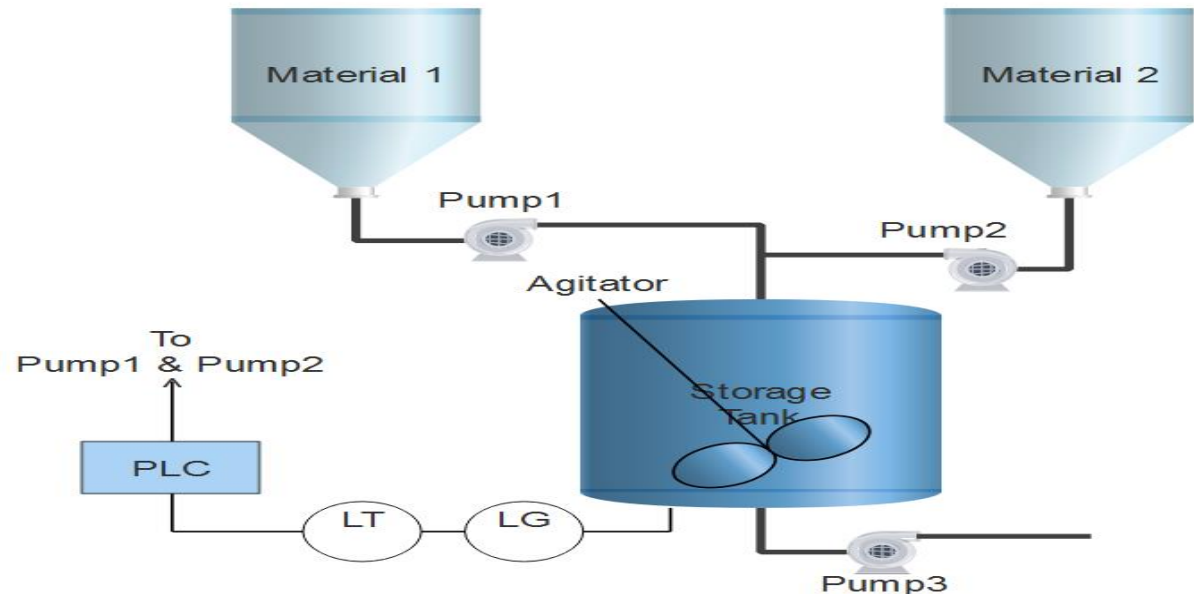 Material 1
Material 2
Pump1
Pump2
Agitator
To
Pump1 & Pump2
Storage
Tank
PLC
LT
LG
Pump3